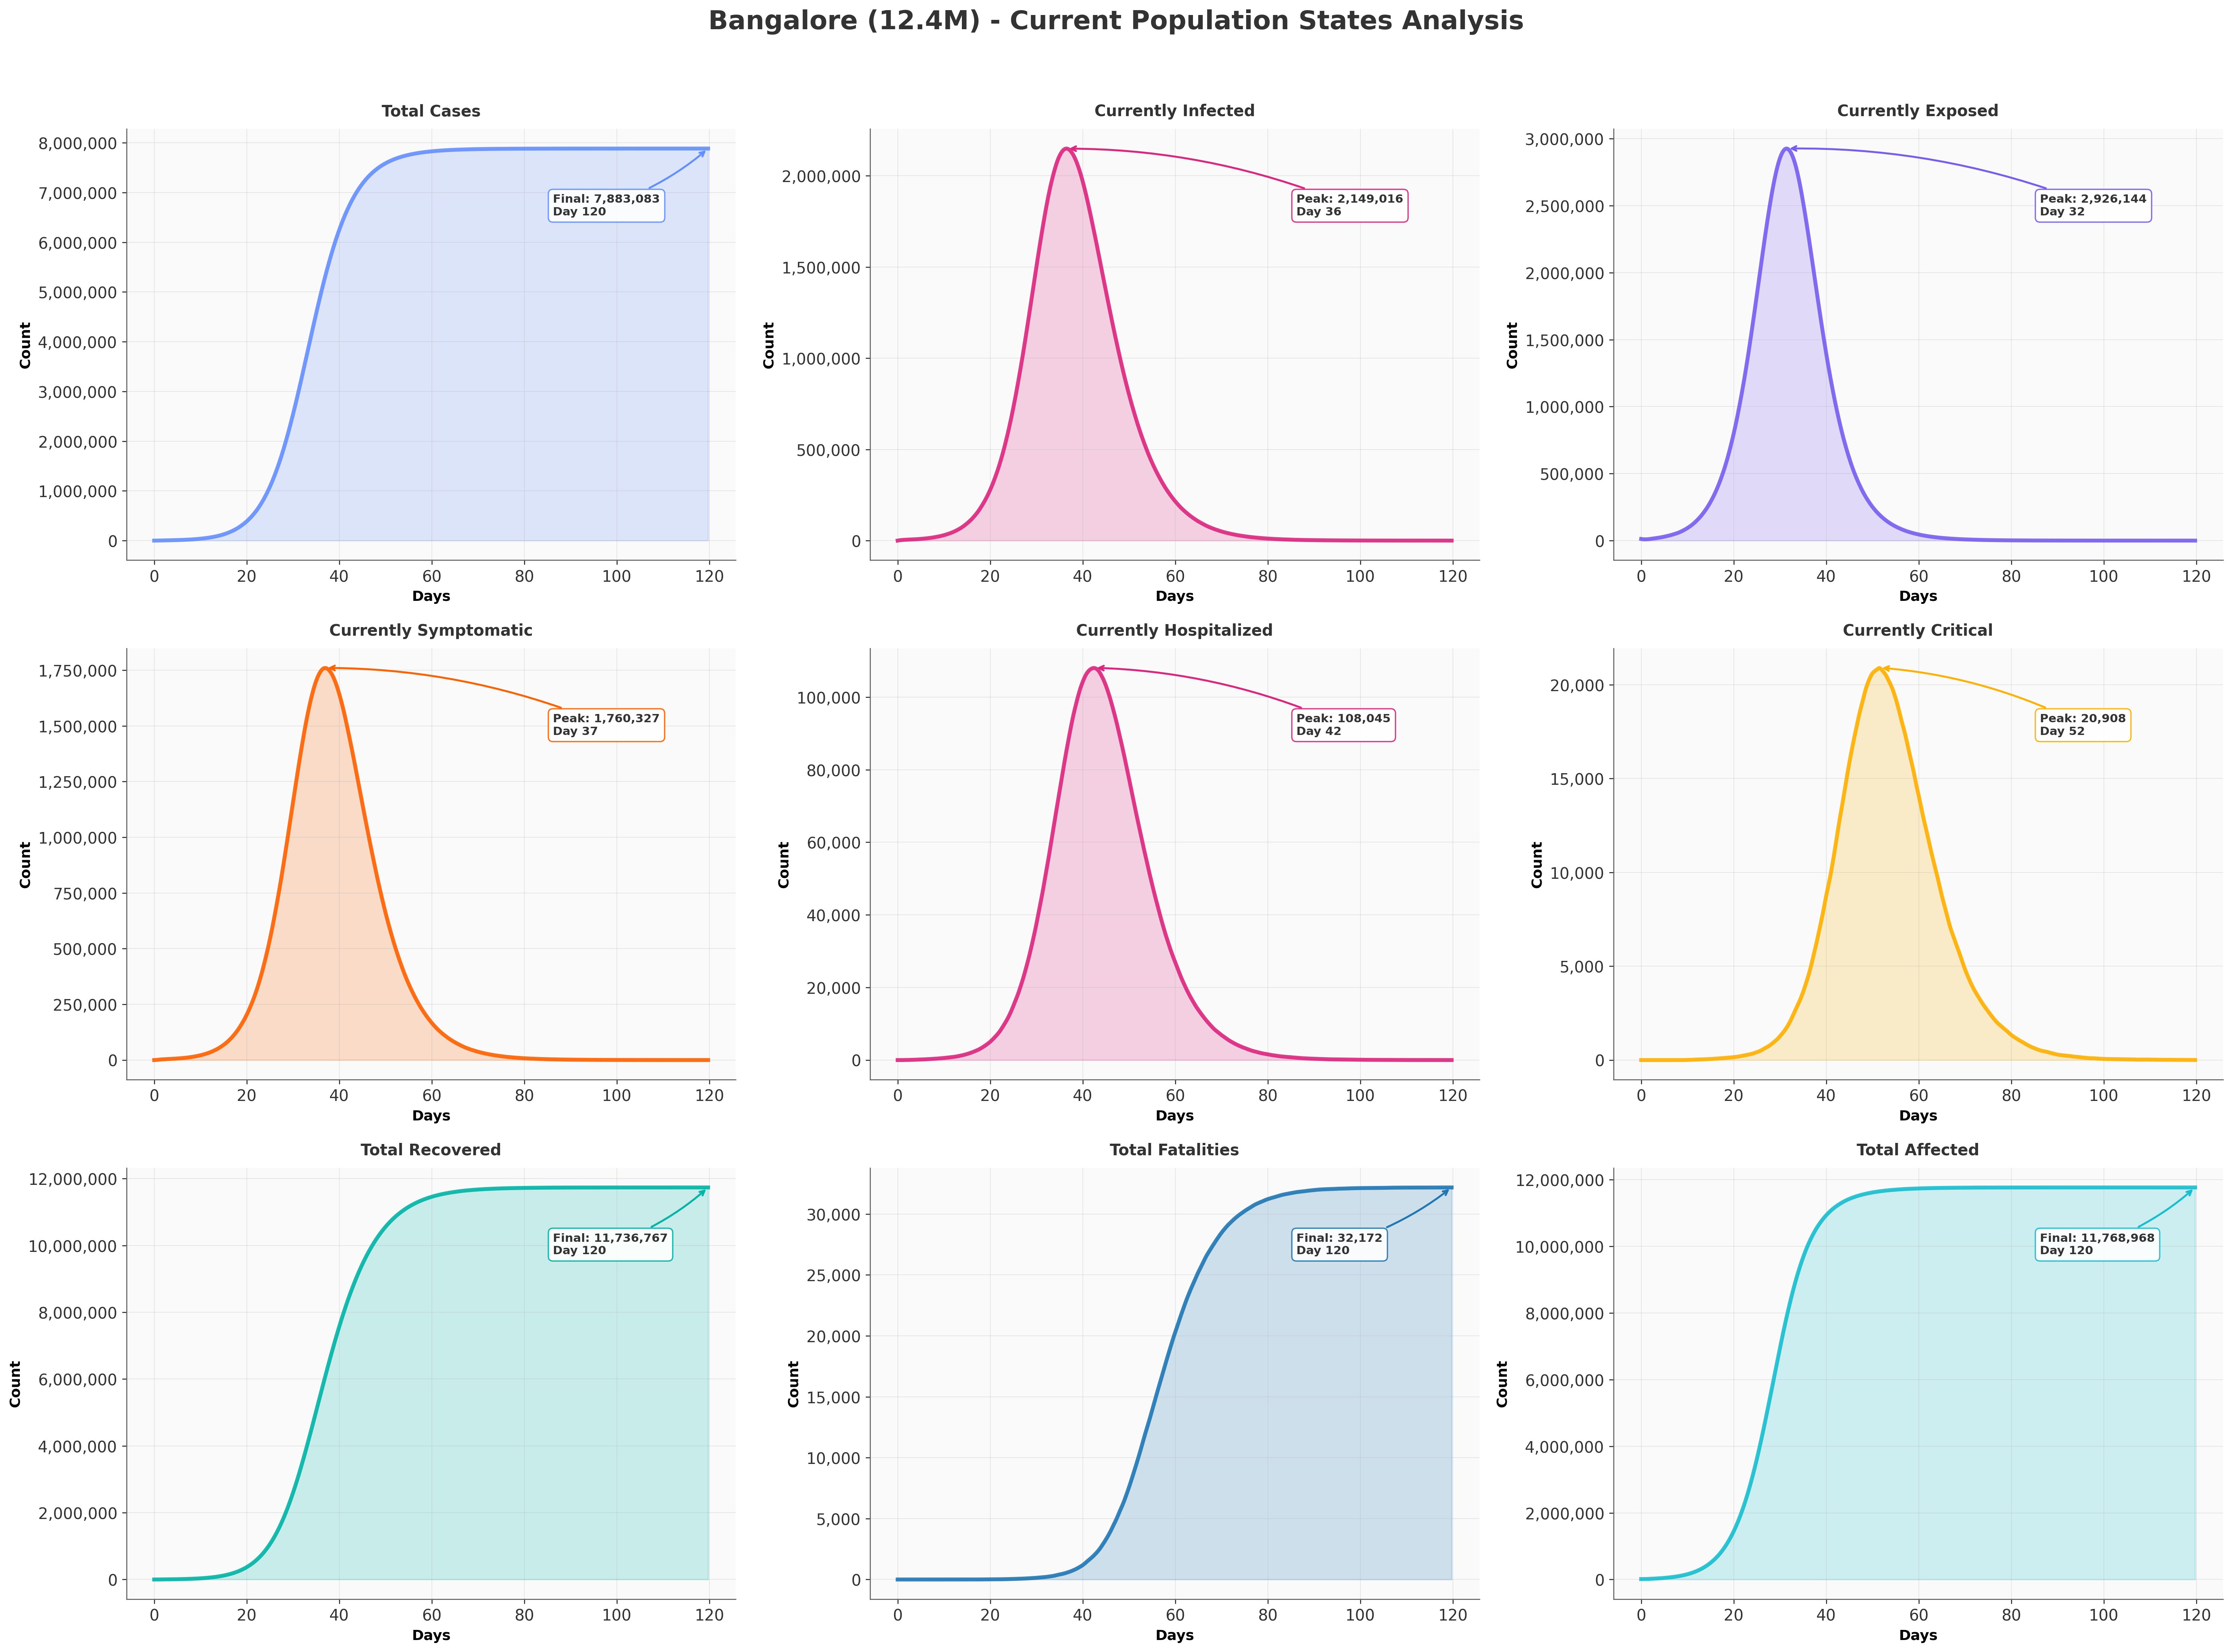 Bangalore (12.4M) - Current Population States Analysis
Total Cases
Count
8,000,000
7,000,000
6,000,000
5,000,000
4,000,000
3,000,000
2,000,000
1,000,000
0
Final: 7,883,083
Day 120
0 20 40 60 80 100 120
Days
Currently Infected
Count
2,000,000
1,500,000
1,000,000
500,000
0
Peak: 2,149,016
Day 36
0 20 40 60 80 100 120
Days
Currently Exposed
Count
3,000,000
2,500,000
2,000,000
1,500,000
1,000,000
500,000
0
Peak: 2,926,144
Day 32
0 20 40 60 80 100 120
Days
Currently Symptomatic
Count
1,750,000
1,500,000
1,250,000
1,000,000
750,000
500,000
250,000
0
Peak: 1,760,327
Day 37
0 20 40 60 80 100 120
Days
Currently Hospitalized
Count
100,000
80,000
60,000
40,000
20,000
0
Peak: 108,045
Day 42
0 20 40 60 80 100 120
Days
Currently Critical
Count
20,000
15,000
10,000
5,000
0
Peak: 20,908
Day 52
0 20 40 60 80 100 120
Days
Total Recovered
Count
12,000,000
10,000,000
8,000,000
6,000,000
4,000,000
2,000,000
0
Final: 11,736,767
Day 120
0 20 40 60 80 100 120
Days
Total Fatalities
Count
30,000
25,000
20,000
15,000
10,000
5,000
0
Final: 32,172
Day 120
0 20 40 60 80 100 120
Days
Total Affected
Count
12,000,000
10,000,000
8,000,000
6,000,000
4,000,000
2,000,000
0
Final: 11,768,968
Day 120
0 20 40 60 80 100 120
Days